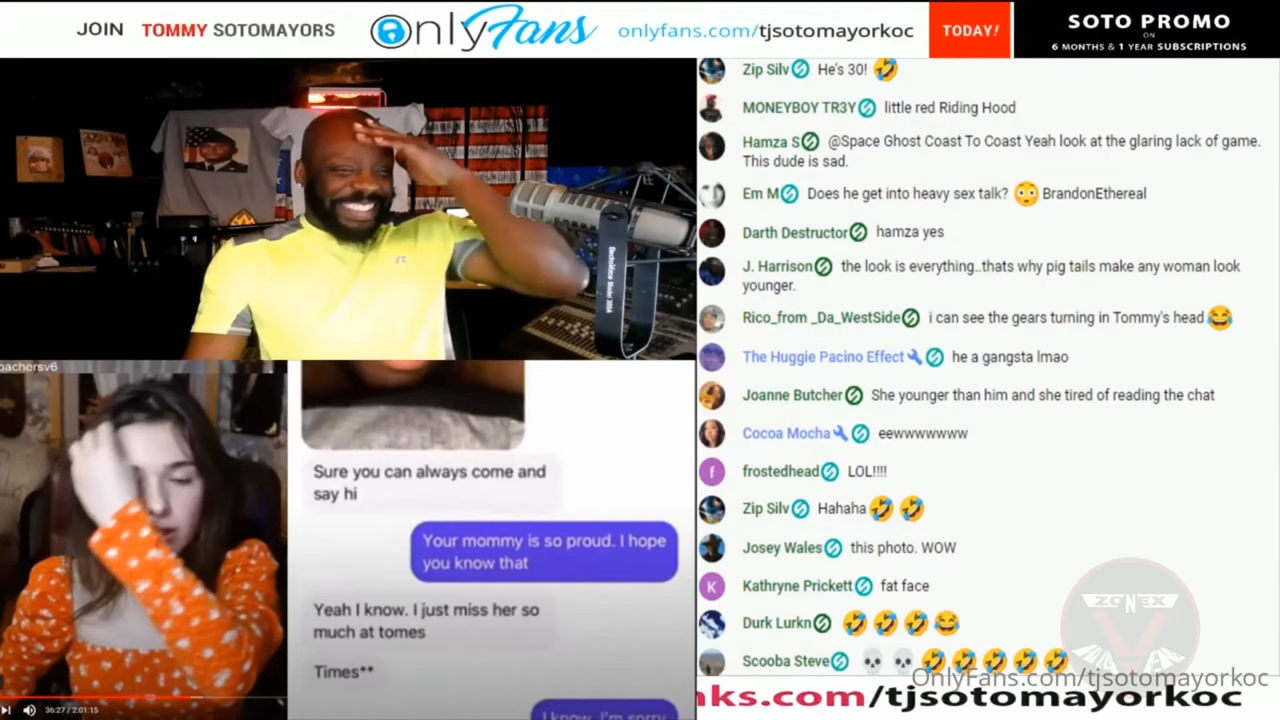 JOIN TOMMY SOTOMAYORS
OnlyFans
onlyfans.com/tjsotomayorkoc
TODAY!
SOTO PROMO
ON
6 MONTHS & 1 YEAR SUBSCRIPTIONS
Zip Silv He's 30! 🤣
MONEYBOY TR3Y little red Riding Hood
Hamza S @Space Ghost Coast To Coast Yeah look at the glaring lack of game.
This dude is sad.
Em M Does he get into heavy sex talk? 😳 BrandonEthereal
Darth Destructor hamza yes
J. Harrison the look is everything..thats why pig tails make any woman look
younger.
Rico_from _Da_WestSide i can see the gears turning in Tommy's head 😂
The Huggie Pacino Effect he a gangsta lmao
Joanne Butcher She younger than him and she tired of reading the chat
Cocoa Mocha eewwwwwww
f
frostedhead LOL!!!!
Zip Silv Hahaha 🤣 🤣
Josey Wales this photo. WOW
K
Kathryne Prickett fat face
Durk Lurkn 🤣 🤣 🤣 😂
Scooba Steve 💀 💀 🤣 🤣 🤣 🤣 🤣
ZONEX
OnlyFans.com/tjsotomayorkoc
nks.com/tjsotomayorkoc
pachersv6
Sure you can always come and
say hi
Your mommy is so proud. I hope
you know that
Yeah I know. I just miss her so
much at tomes
Times**
I know. I'm sorry
36:27 / 2:01:15